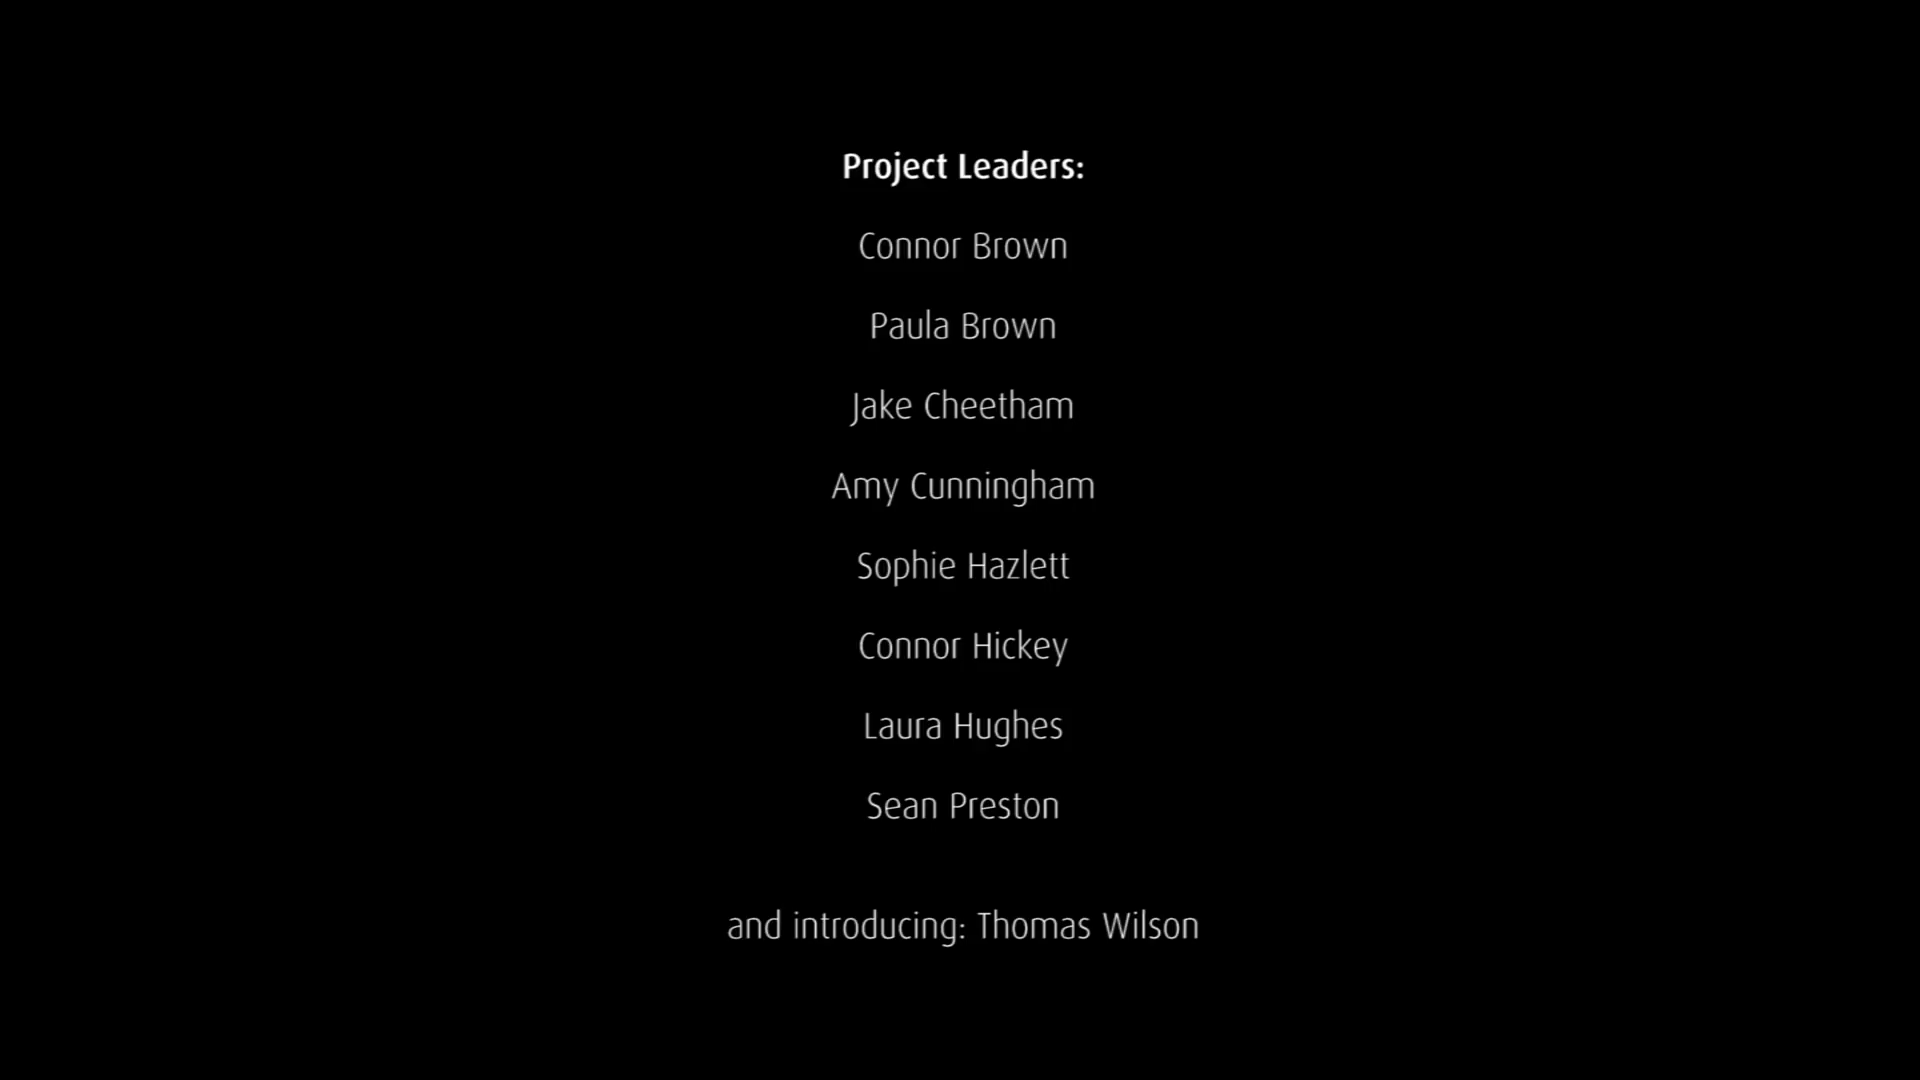 Project Leaders:
Connor Brown
Paula Brown
Jake Cheetham
Amy Cunningham
Sophie Hazlett
Connor Hickey
Laura Hughes
Sean Preston
and introducing: Thomas Wilson